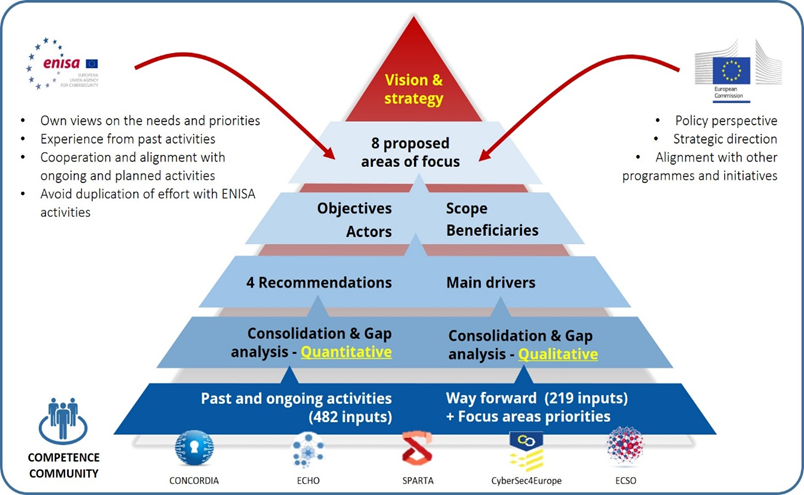 enisa
EUROPEAN
UNION AGENCY
FOR CYBERSECURITY
• Own views on the needs and priorities
• Experience from past activities
• Cooperation and alignment with
ongoing and planned activities
• Avoid duplication of effort with ENISA
activities
Vision &
strategy
European
Commission
• Policy perspective
• Strategic direction
• Alignment with other
programmes and initiatives
8 proposed
areas of focus
Objectives
Actors
Scope
Beneficiaries
4 Recommendations
Main drivers
Consolidation & Gap
analysis - Quantitative
Consolidation & Gap
analysis - Qualitative
Past and ongoing activities
(482 inputs)
Way forward (219 inputs)
+ Focus areas priorities
COMPETENCE
COMMUNITY
CONCORDIA
ECHO
SPARTA
CyberSec4Europe
ECSO